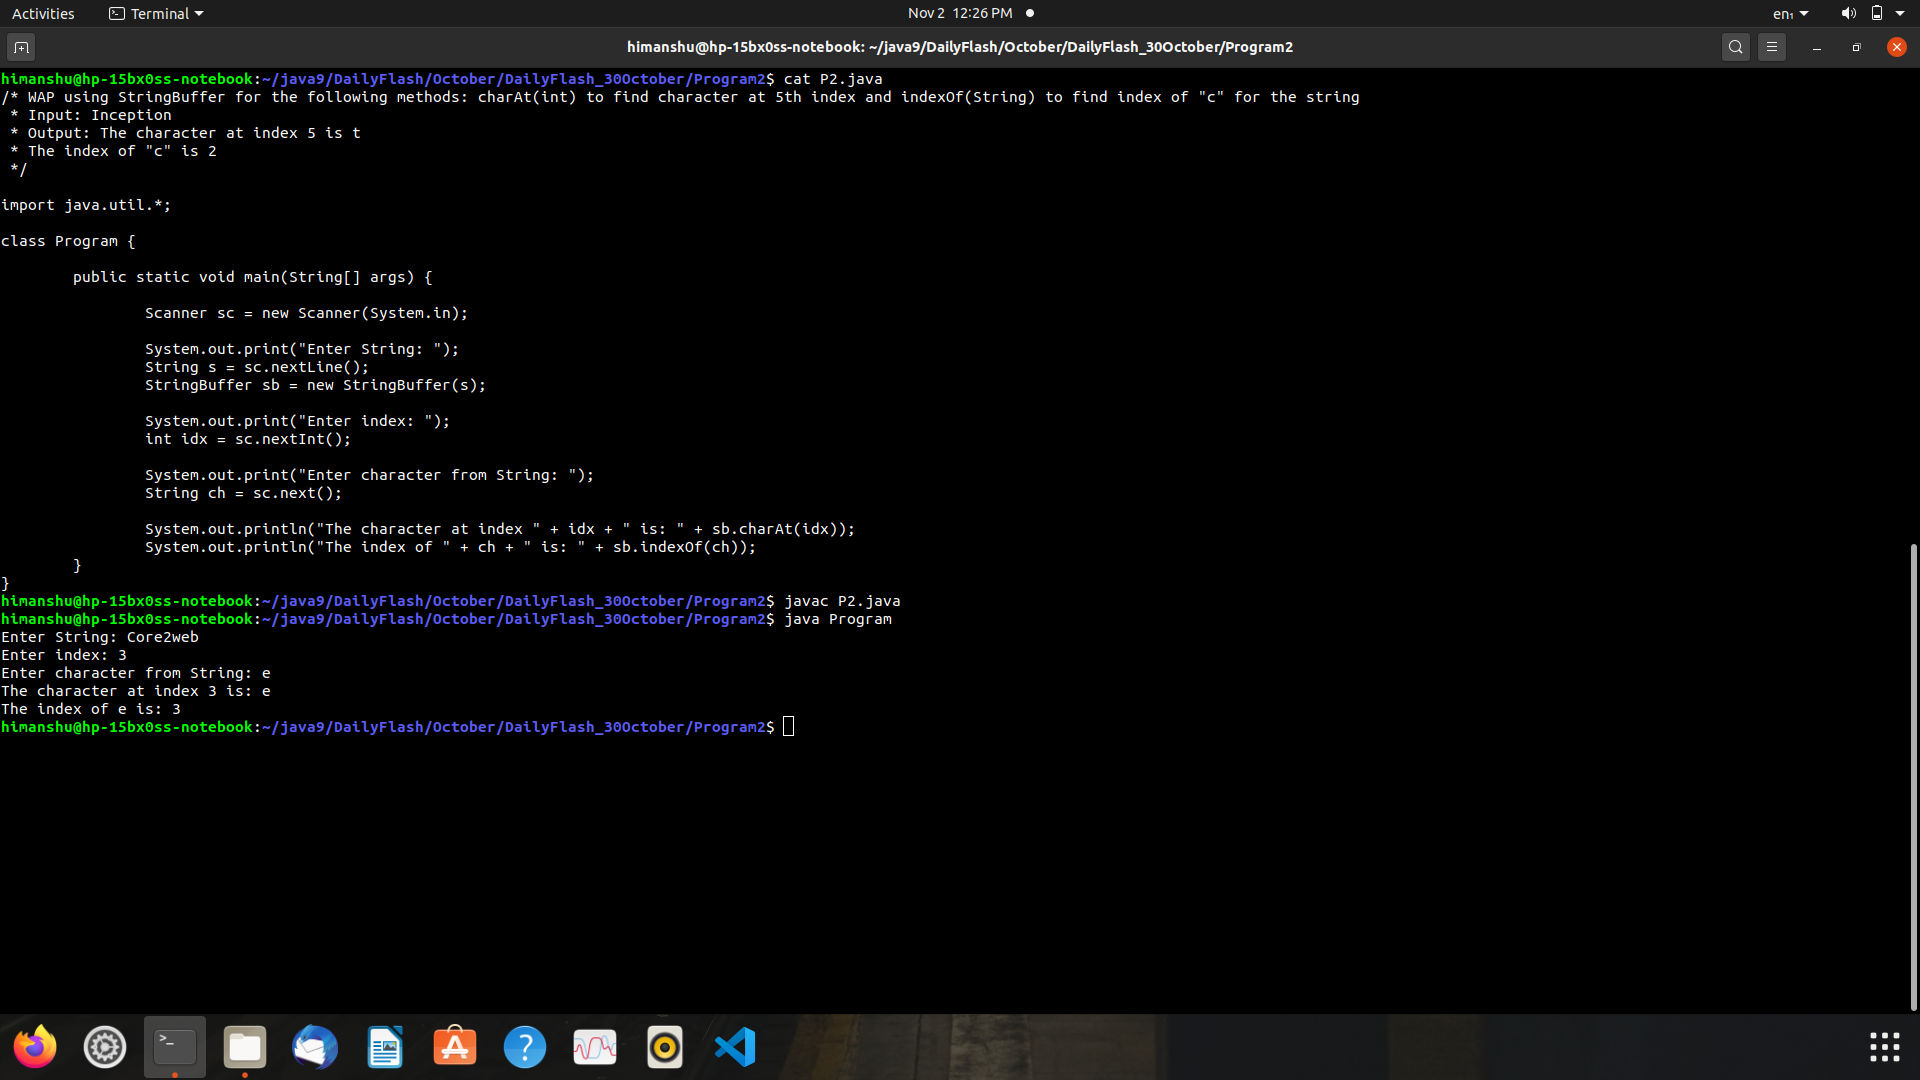 Activities
Terminal
Nov 2 12:26 PM
en₁
himanshu@hp-15bx0ss-notebook: ~/java9/DailyFlash/October/DailyFlash_30October/Program2
himanshu@hp-15bx0ss-notebook:~/java9/DailyFlash/October/DailyFlash_30October/Program2$ cat P2.java
/* WAP using StringBuffer for the following methods: charAt(int) to find character at 5th index and indexOf(String) to find index of "c" for the string
 * Input: Inception
 * Output: The character at index 5 is t
 * The index of "c" is 2
 */
import java.util.*;
class Program {
        public static void main(String[] args) {
                Scanner sc = new Scanner(System.in);
                System.out.print("Enter String: ");
                String s = sc.nextLine();
                StringBuffer sb = new StringBuffer(s);
                System.out.print("Enter index: ");
                int idx = sc.nextInt();
                System.out.print("Enter character from String: ");
                String ch = sc.next();
                System.out.println("The character at index " + idx + " is: " + sb.charAt(idx));
                System.out.println("The index of " + ch + " is: " + sb.indexOf(ch));
        }
}
himanshu@hp-15bx0ss-notebook:~/java9/DailyFlash/October/DailyFlash_30October/Program2$ javac P2.java
himanshu@hp-15bx0ss-notebook:~/java9/DailyFlash/October/DailyFlash_30October/Program2$ java Program
Enter String: Core2web
Enter index: 3
Enter character from String: e
The character at index 3 is: e
The index of e is: 3
himanshu@hp-15bx0ss-notebook:~/java9/DailyFlash/October/DailyFlash_30October/Program2$